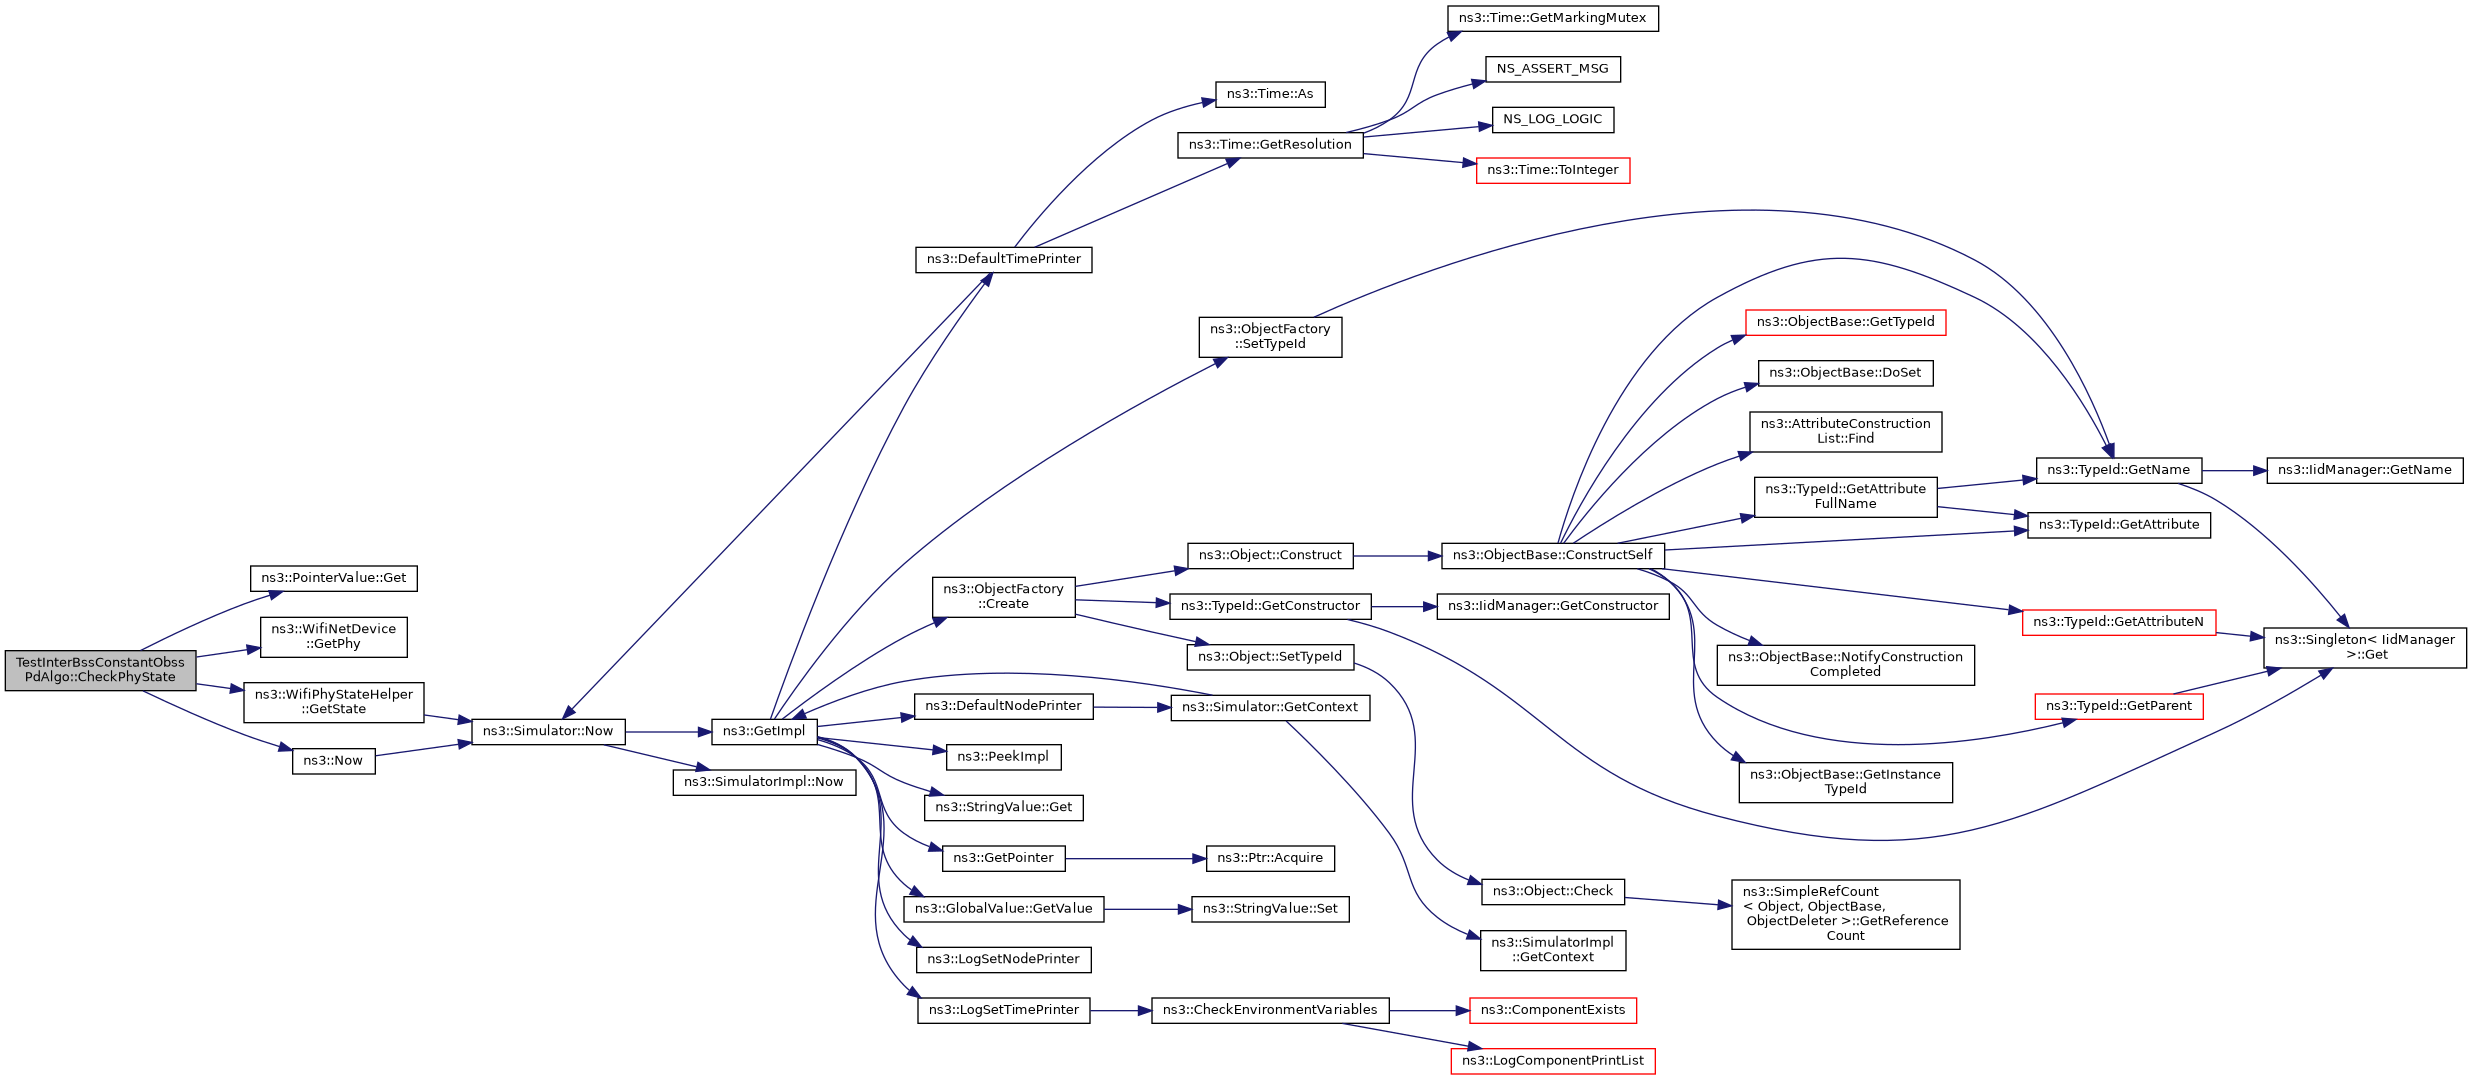 ns3::Time::GetMarkingMutex
NS_ASSERT_MSG
ns3::Time::As
NS_LOG_LOGIC
ns3::Time::GetResolution
ns3::Time::ToInteger
ns3::DefaultTimePrinter
ns3::ObjectFactory
::SetTypeId
ns3::ObjectBase::GetTypeId
ns3::ObjectBase::DoSet
ns3::AttributeConstruction
List::Find
ns3::TypeId::GetName
ns3::IidManager::GetName
ns3::TypeId::GetAttribute
FullName
ns3::TypeId::GetAttribute
ns3::Object::Construct
ns3::ObjectBase::ConstructSelf
ns3::PointerValue::Get
ns3::ObjectFactory
::Create
ns3::TypeId::GetConstructor
ns3::IidManager::GetConstructor
ns3::TypeId::GetAttributeN
ns3::WifiNetDevice
::GetPhy
ns3::Singleton< IidManager
>::Get
ns3::Object::SetTypeId
ns3::ObjectBase::NotifyConstruction
Completed
TestInterBssConstantObss
PdAlgo::CheckPhyState
ns3::WifiPhyStateHelper
::GetState
ns3::DefaultNodePrinter
ns3::Simulator::GetContext
ns3::TypeId::GetParent
ns3::Simulator::Now
ns3::GetImpl
ns3::Now
ns3::PeekImpl
ns3::SimulatorImpl::Now
ns3::ObjectBase::GetInstance
TypeId
ns3::StringValue::Get
ns3::GetPointer
ns3::Ptr::Acquire
ns3::Object::Check
ns3::SimpleRefCount
< Object, ObjectBase,
ObjectDeleter >::GetReference
Count
ns3::GlobalValue::GetValue
ns3::StringValue::Set
ns3::SimulatorImpl
::GetContext
ns3::LogSetNodePrinter
ns3::LogSetTimePrinter
ns3::CheckEnvironmentVariables
ns3::ComponentExists
ns3::LogComponentPrintList